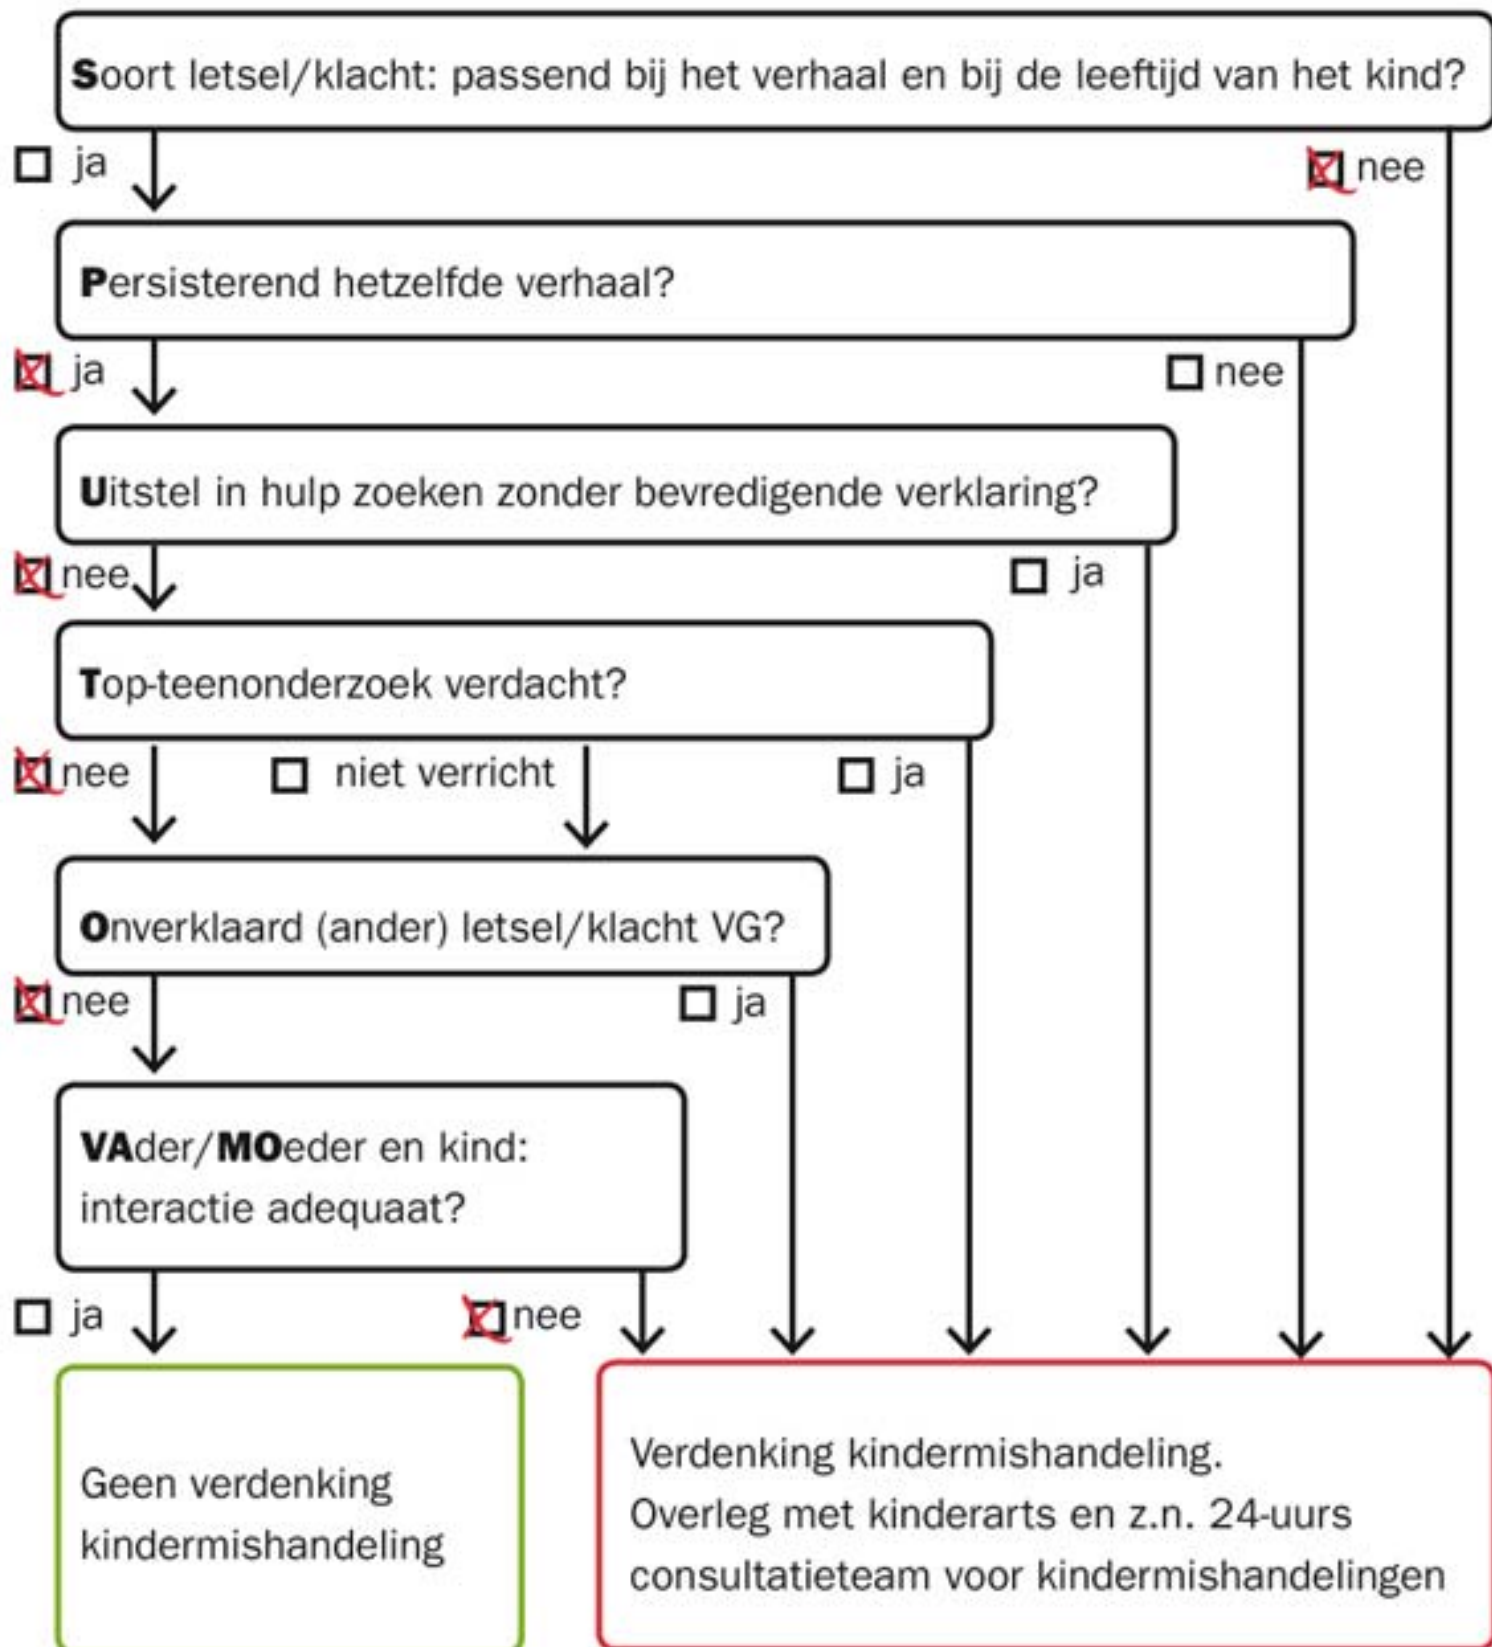 Soort letsel/klacht: passend bij het verhaal en bij de leeftijd van het kind?
ja
nee
Persisterend hetzelfde verhaal?
ja
nee
Uitstel in hulp zoeken zonder bevredigende verklaring?
nee
ja
Top-teenonderzoek verdacht?
nee
niet verricht
ja
Onverklaard (ander) letsel/klacht VG?
nee
ja
VAder/MOeder en kind:
interactie adequaat?
ja
nee
Geen verdenking
kindermishandeling
Verdenking kindermishandeling.
Overleg met kinderarts en z.n. 24-uurs
consultatieteam voor kindermishandelingen